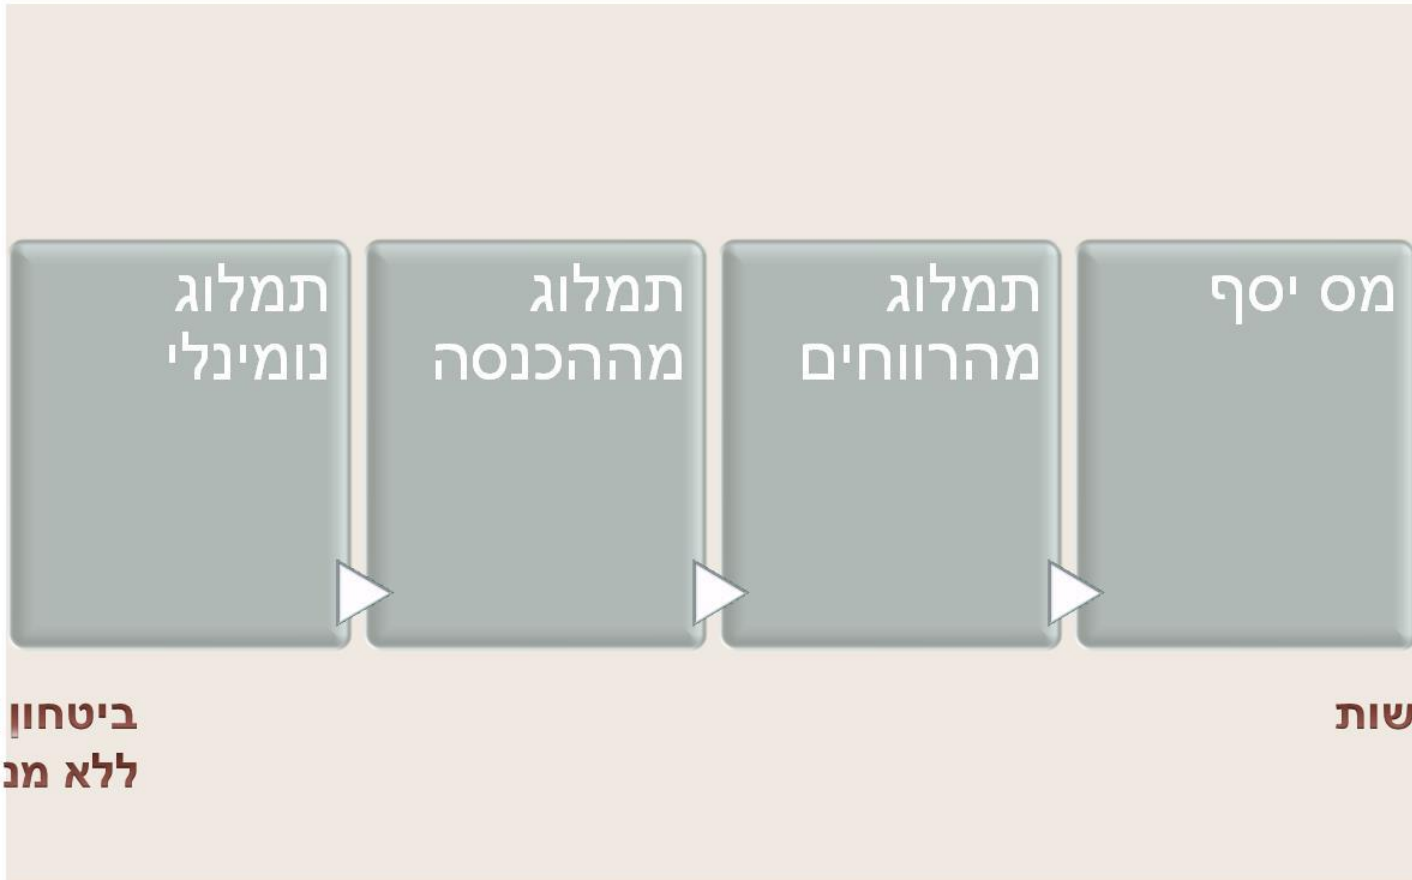 תמלוג
נומינלי
תמלוג
מההכנסה
תמלוג
מהרווחים
מס יסף
ביטחון
ללא